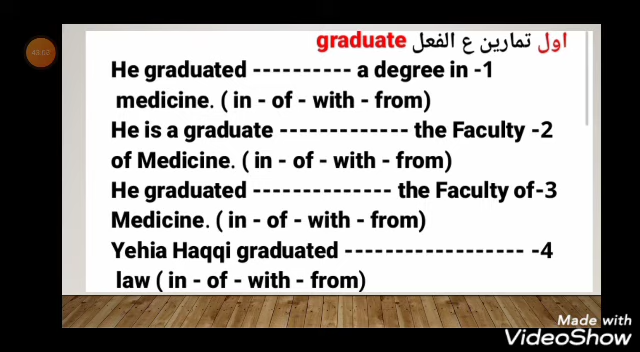 48:52
اول تمارين ع الفعل graduate
He graduated ---------- a degree in -1
medicine. ( in - of - with - from)
He is a graduate ------------- the Faculty -2
of Medicine. ( in - of - with - from)
He graduated -------------- the Faculty of-3
Medicine. ( in - of - with - from)
Yehia Haqqi graduated ------------------ -4
law ( in - of - with - from)
Made with
VideoShow